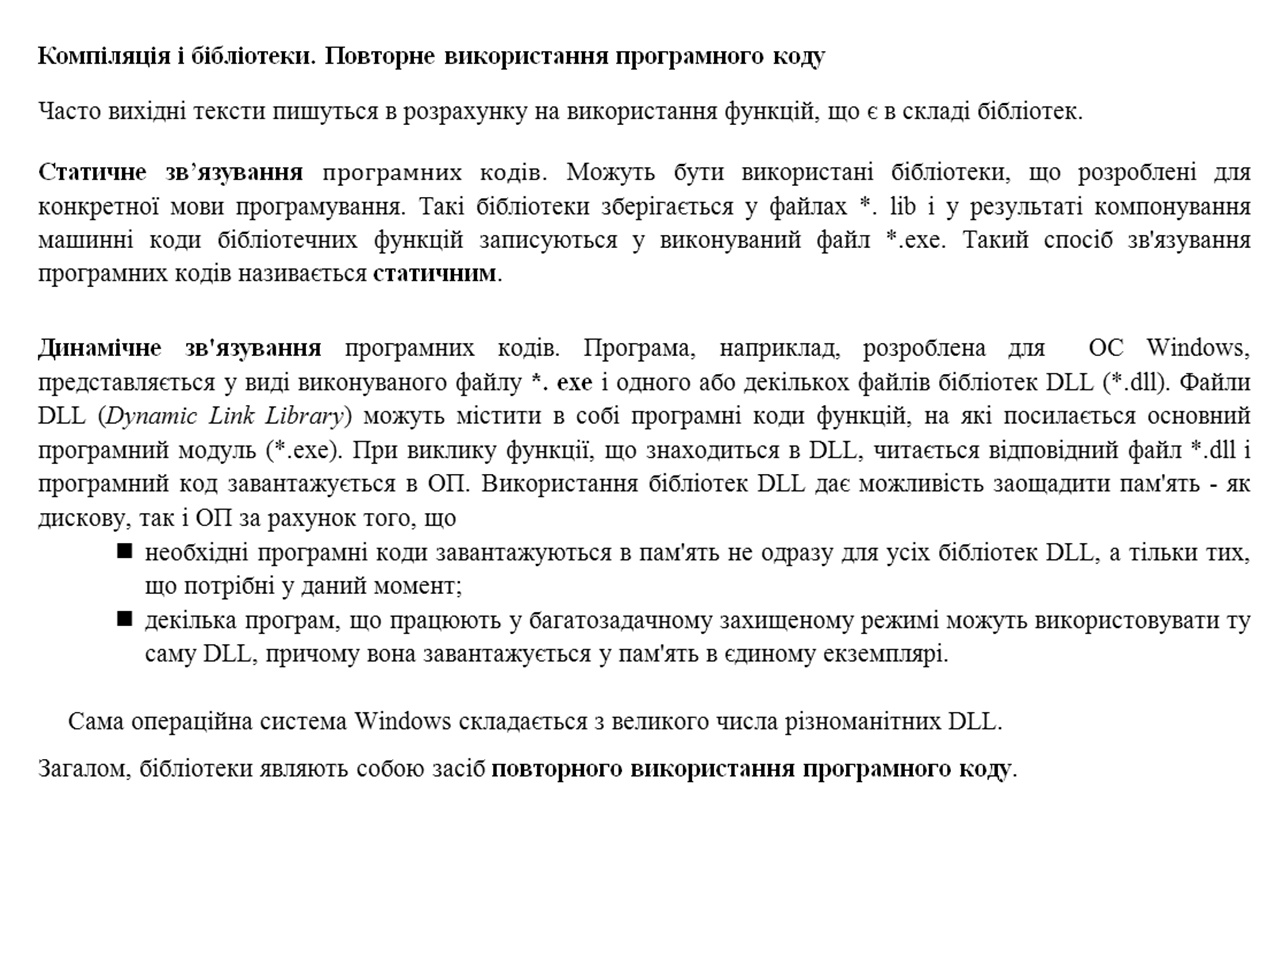 Компіляція і бібліотеки. Повторне використання програмного коду
Часто вихідні тексти пишуться в розрахунку на використання функцій, що є в складі бібліотек.
Статичне зв’язування програмних кодів. Можуть бути використані бібліотеки, що розроблені для
конкретної мови програмування. Такі бібліотеки зберігається у файлах *. lib і у результаті компонування
машинні коди бібліотечних функцій записуються у виконуваний файл *.exe. Такий спосіб зв'язування
програмних кодів називається статичним.
Динамічне зв'язування програмних кодів. Програма, наприклад, розроблена для ОС Windows,
представляється у виді виконуваного файлу *. exe і одного або декількох файлів бібліотек DLL (*.dll). Файли
DLL (Dynamic Link Library) можуть містити в собі програмні коди функцій, на які посилається основний
програмний модуль (*.exe). При виклику функції, що знаходиться в DLL, читається відповідний файл *.dll і
програмний код завантажується в ОП. Використання бібліотек DLL дає можливість заощадити пам'ять - як
дискову, так і ОП за рахунок того, що
■ необхідні програмні коди завантажуються в пам'ять не одразу для усіх бібліотек DLL, а тільки тих,
що потрібні у даний момент;
■ декілька програм, що працюють у багатозадачному захищеному режимі можуть використовувати ту
саму DLL, причому вона завантажується у пам'ять в єдиному екземплярі.
Сама операційна система Windows складається з великого числа різноманітних DLL.
Загалом, бібліотеки являють собою засіб повторного використання програмного коду.